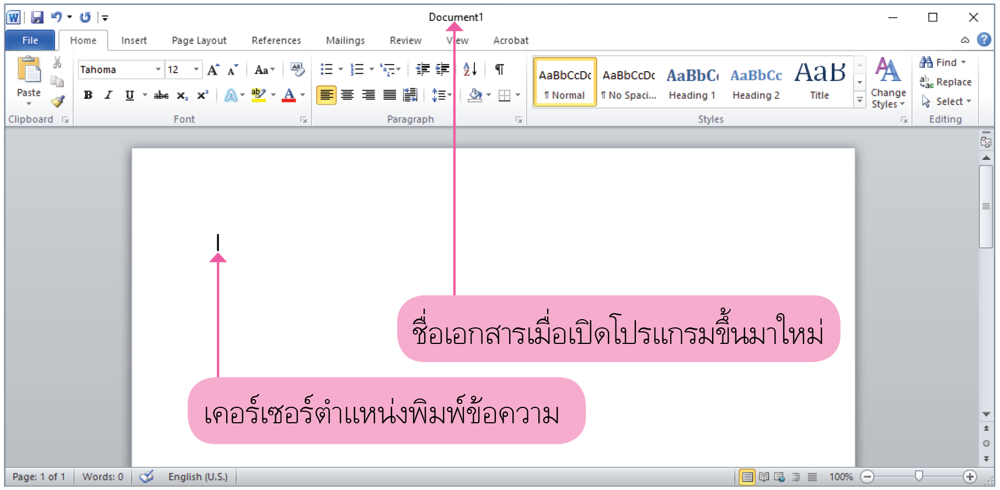 Document1
File Home Insert Page Layout References Mailings Review View Acrobat
Tahoma 12 Aa
AaBbCcDc AaBbCcDc AaBbC AaBbCc AaB
Find
Replace
Select
Paste
B I U abc x₂ x² A ab A
¶ Normal ¶ No Spaci... Heading 1 Heading 2 Title
Change
Styles
Clipboard Font Paragraph Styles Editing
ชื่อเอกสารเมื่อเปิดโปรแกรมขึ้นมาใหม่
เคอร์เซอร์ตำแหน่งพิมพ์ข้อความ
Page: 1 of 1 Words: 0 English (U.S.) 100%